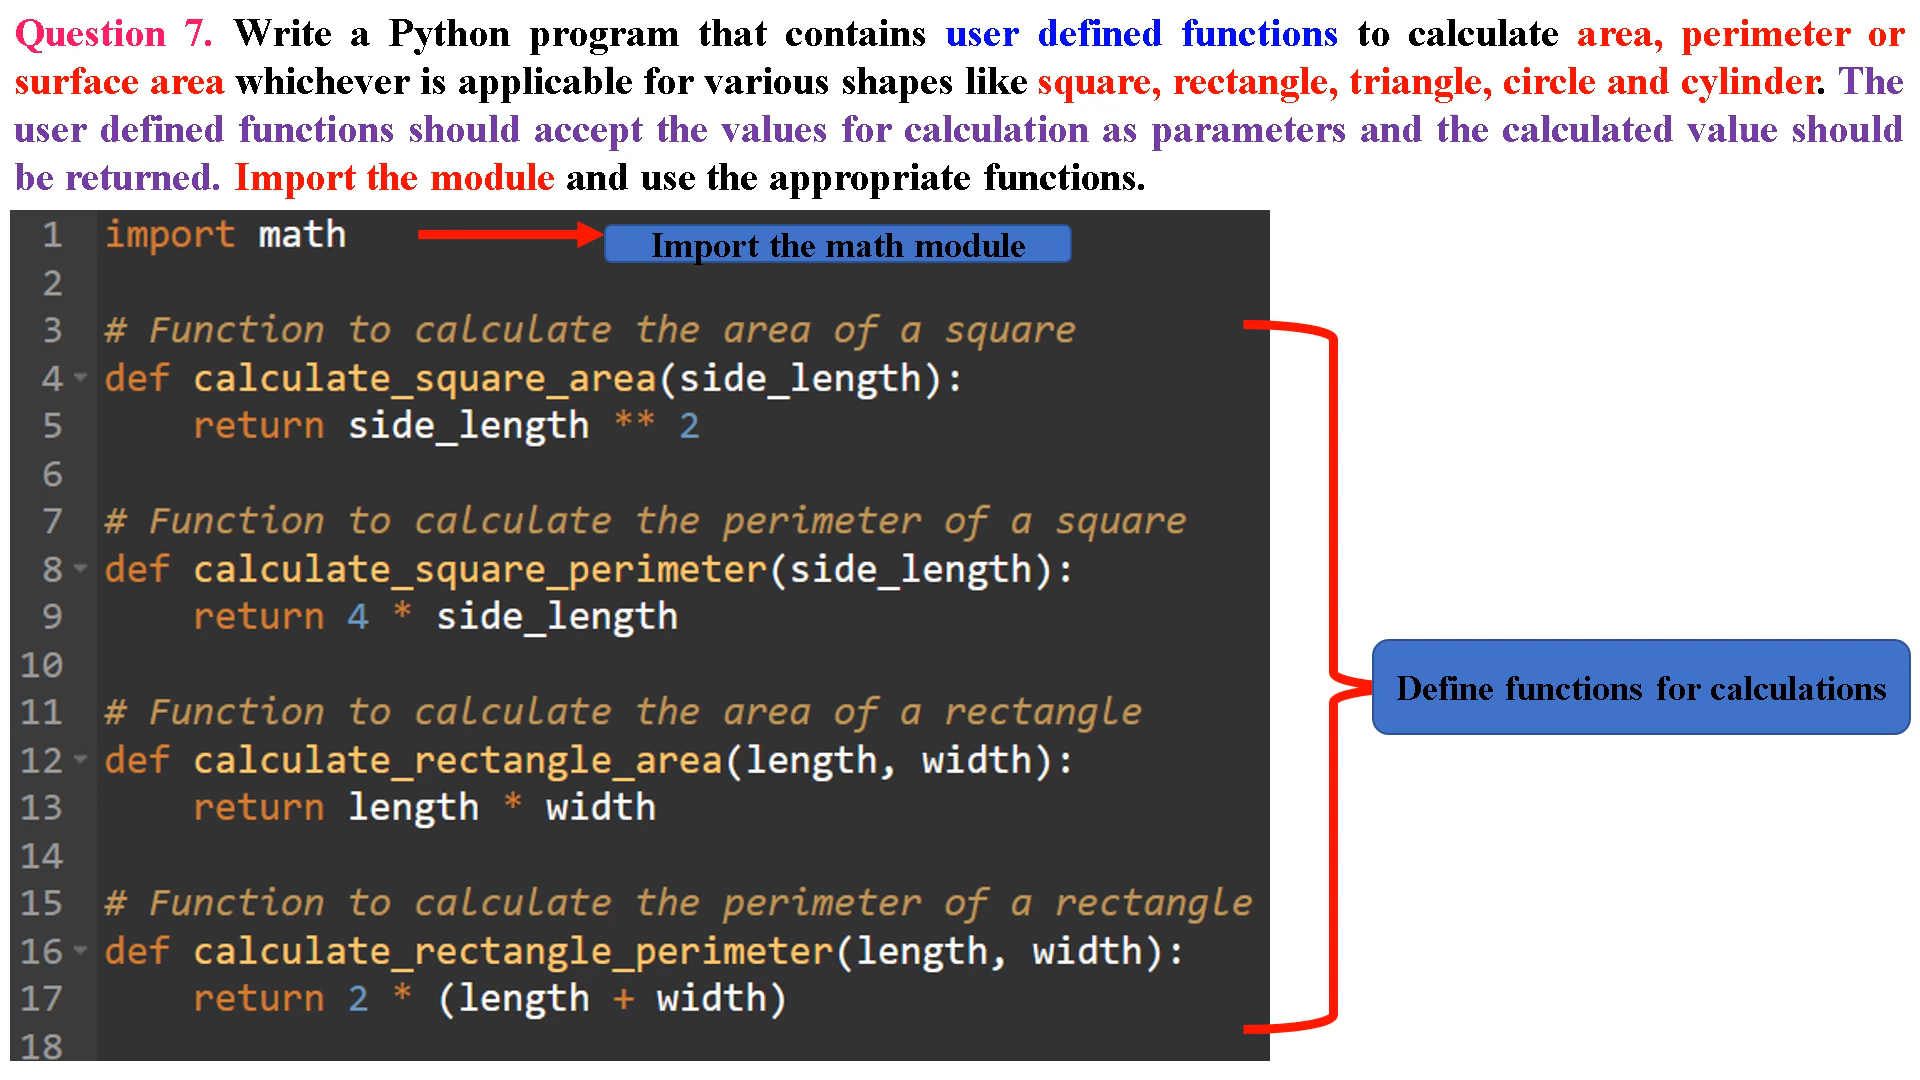 Question 7. Write a Python program that contains user defined functions to calculate area, perimeter or
surface area whichever is applicable for various shapes like square, rectangle, triangle, circle and cylinder. The
user defined functions should accept the values for calculation as parameters and the calculated value should
be returned. Import the module and use the appropriate functions.
1 import math
Import the math module
2
3 # Function to calculate the area of a square
4 def calculate_square_area(side_length):
5     return side_length ** 2
6
7 # Function to calculate the perimeter of a square
8 def calculate_square_perimeter(side_length):
9     return 4 * side_length
10
11 # Function to calculate the area of a rectangle
12 def calculate_rectangle_area(length, width):
13     return length * width
14
15 # Function to calculate the perimeter of a rectangle
16 def calculate_rectangle_perimeter(length, width):
17     return 2 * (length + width)
18
Define functions for calculations